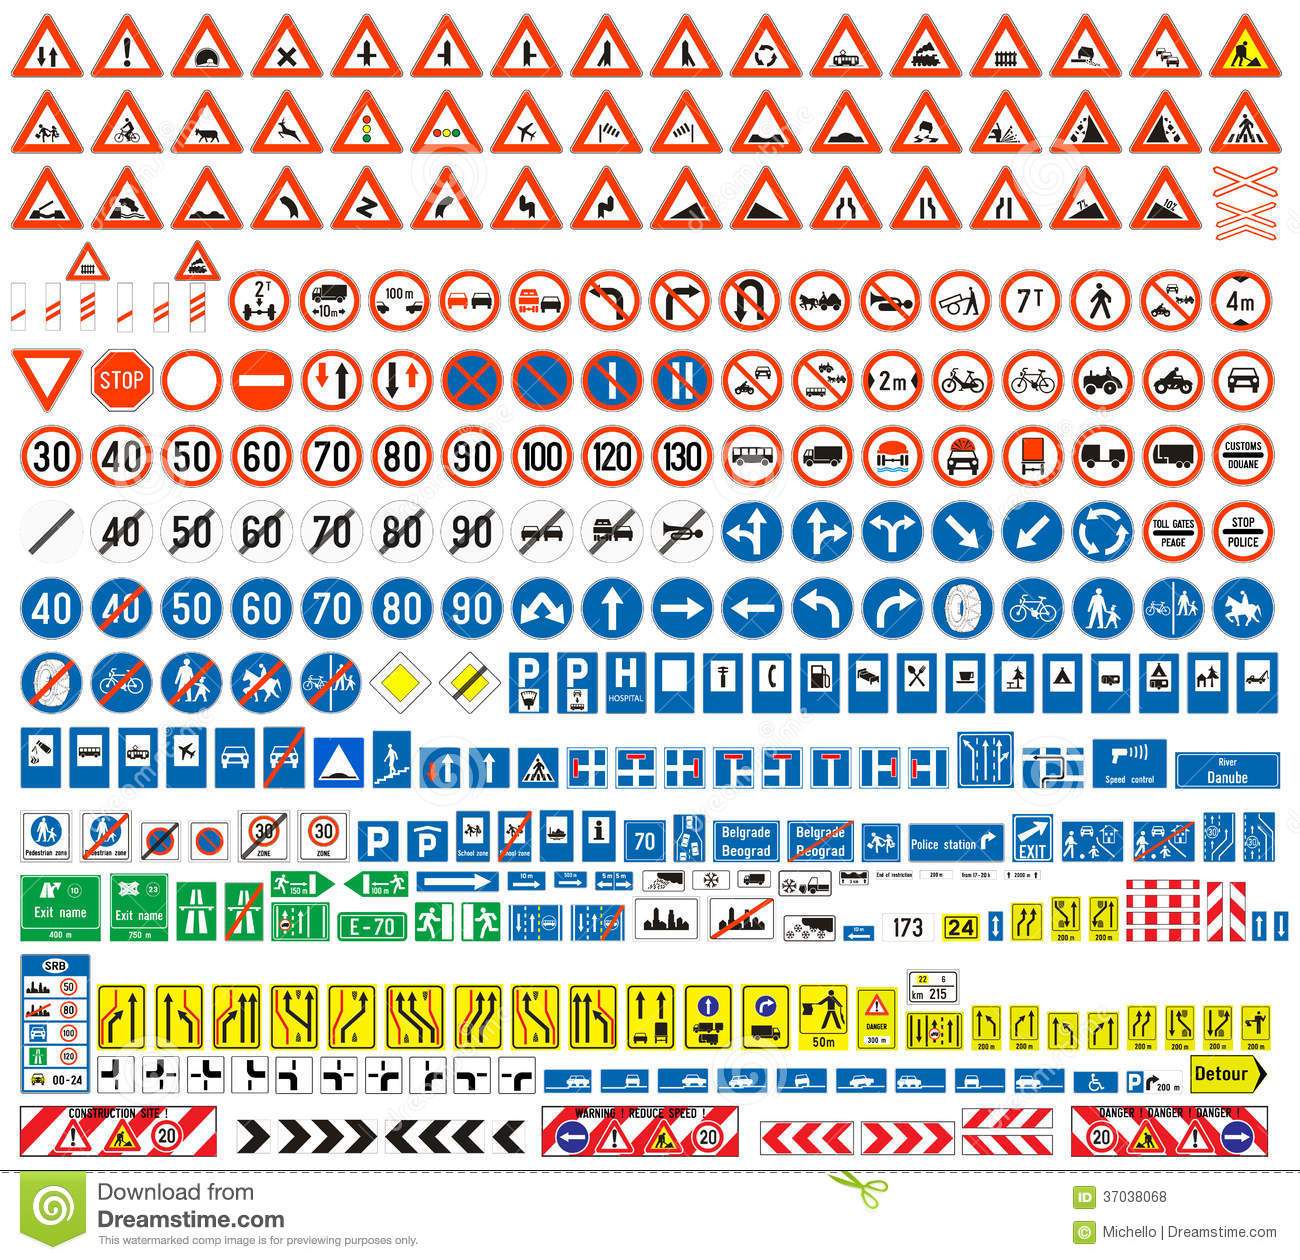 7%
10%
2T
10m
100 m
7T
4m
STOP
2m
30 40 50 60 70 80 90 100 120 130
CUSTOMS
DOUANE
40 50 60 70 80 90
TOLL GATES
PEAGE
STOP
POLICE
40 40 50 60 70 80 90
P
P
H
HOSPITAL
Speed control
River
Danube
Pedestrian zone
Pedestrian zone
30
ZONE
30
ZONE
P
P
School zone
School zone
i
70
Belgrade
Beograd
Belgrade
Beograd
Police station
EXIT
30
30
10
Exit name
400 m
23
Exit name
750 m
150 m
100 m
E-70
10 m
500 m
5 m 5 m
3 km
End of restriction
200 m
from 17-20 h
2300 m
10 m
173
24
200 m
200 m
SRB
50
80
100
120
00-24
50m
DANGER
300 m
22 6
km 215
200 m
200 m
200 m
200 m
200 m
200 m
200 m
P 200 m
Detour
CONSTRUCTION SITE !
20
WARNING ! REDUCE SPEED !
20
DANGER ! DANGER ! DANGER !
20
Download from
Dreamstime.com
This watermarked comp image is for previewing purposes only.
ID 37038068
© Michello | Dreamstime.com